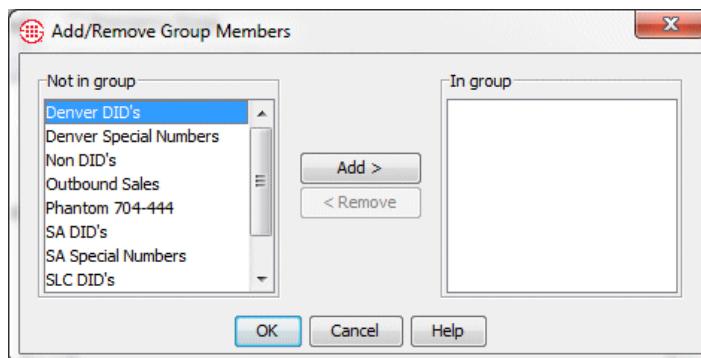 Add/Remove Group Members
Not in group
Denver DID's
Denver Special Numbers
Non DID's
Outbound Sales
Phantom 704-444
SA DID's
SA Special Numbers
SLC DID's
Add >
< Remove
In group
OK
Cancel
Help